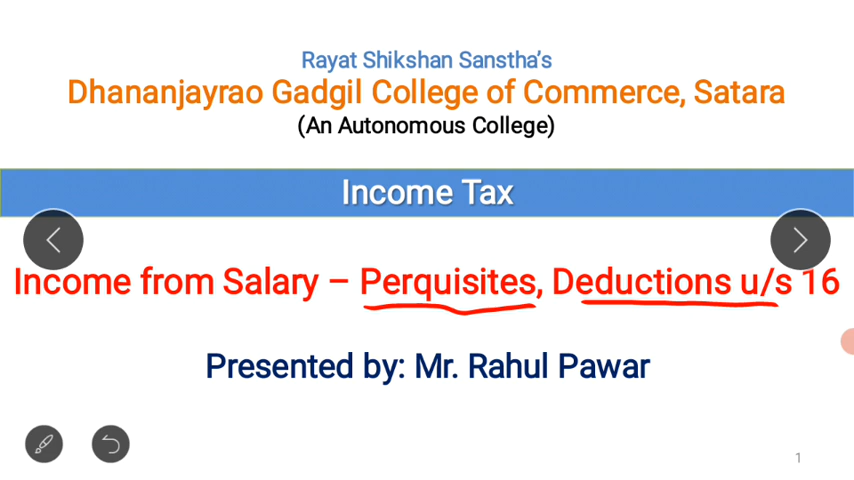 Rayat Shikshan Sanstha's
Dhananjayrao Gadgil College of Commerce, Satara
(An Autonomous College)
Income Tax
Income from Salary – Perquisites, Deductions u/s 16
Presented by: Mr. Rahul Pawar
1